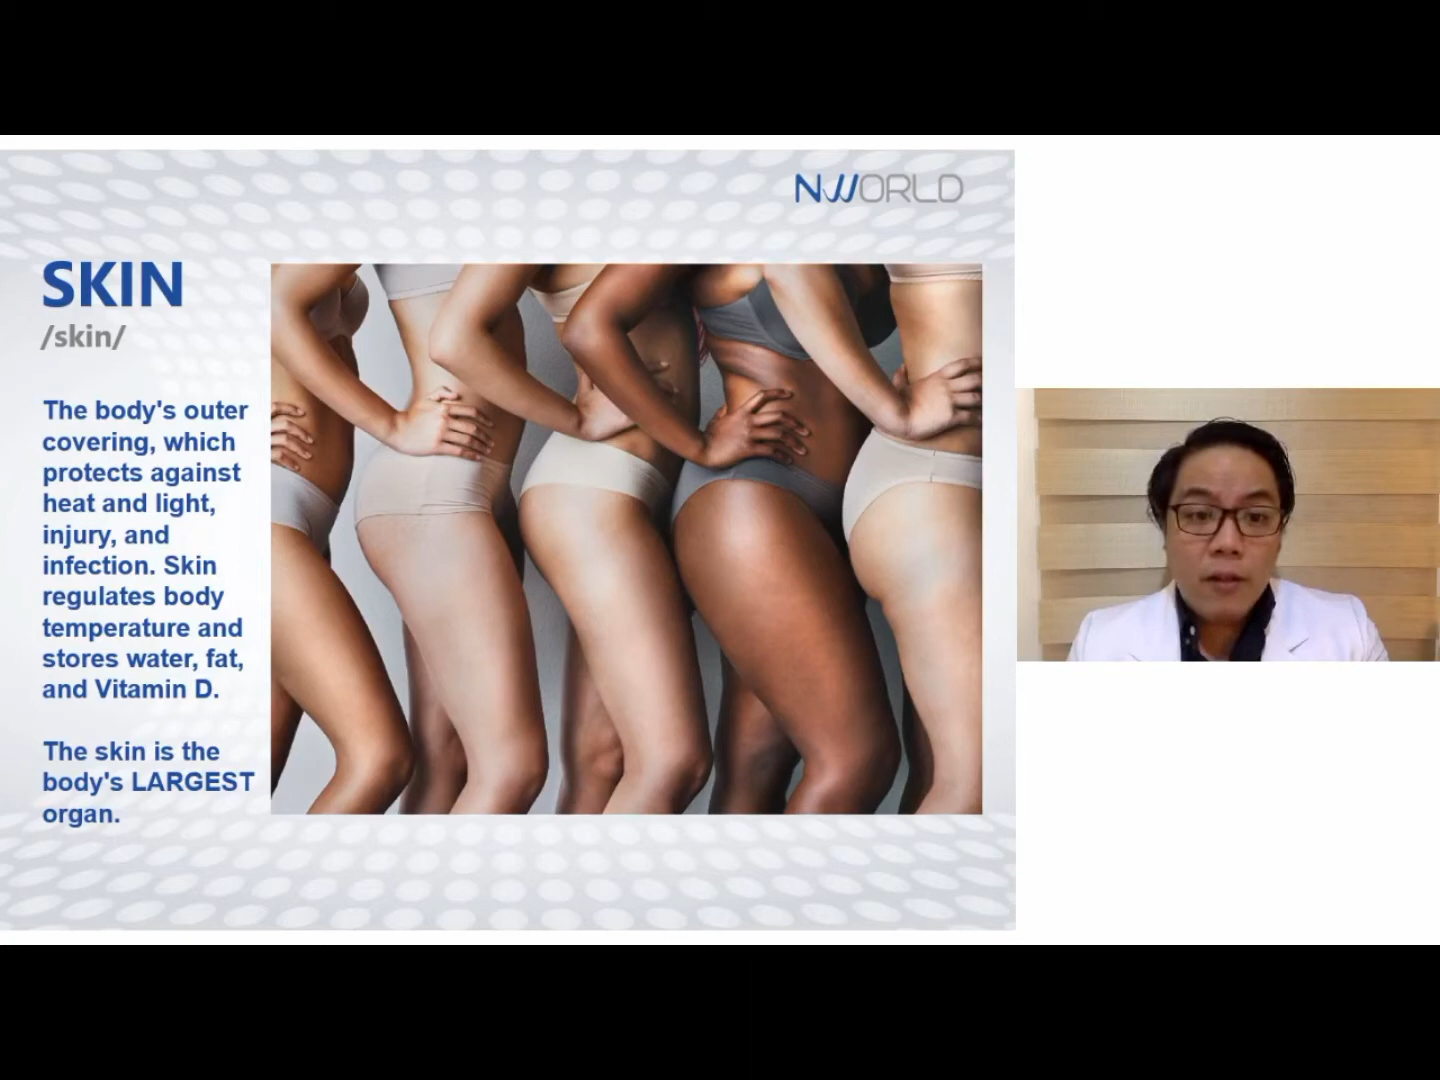 NWORLD
SKIN
/skin/
The body's outer
covering, which
protects against
heat and light,
injury, and
infection. Skin
regulates body
temperature and
stores water, fat,
and Vitamin D.
The skin is the
body's LARGEST
organ.